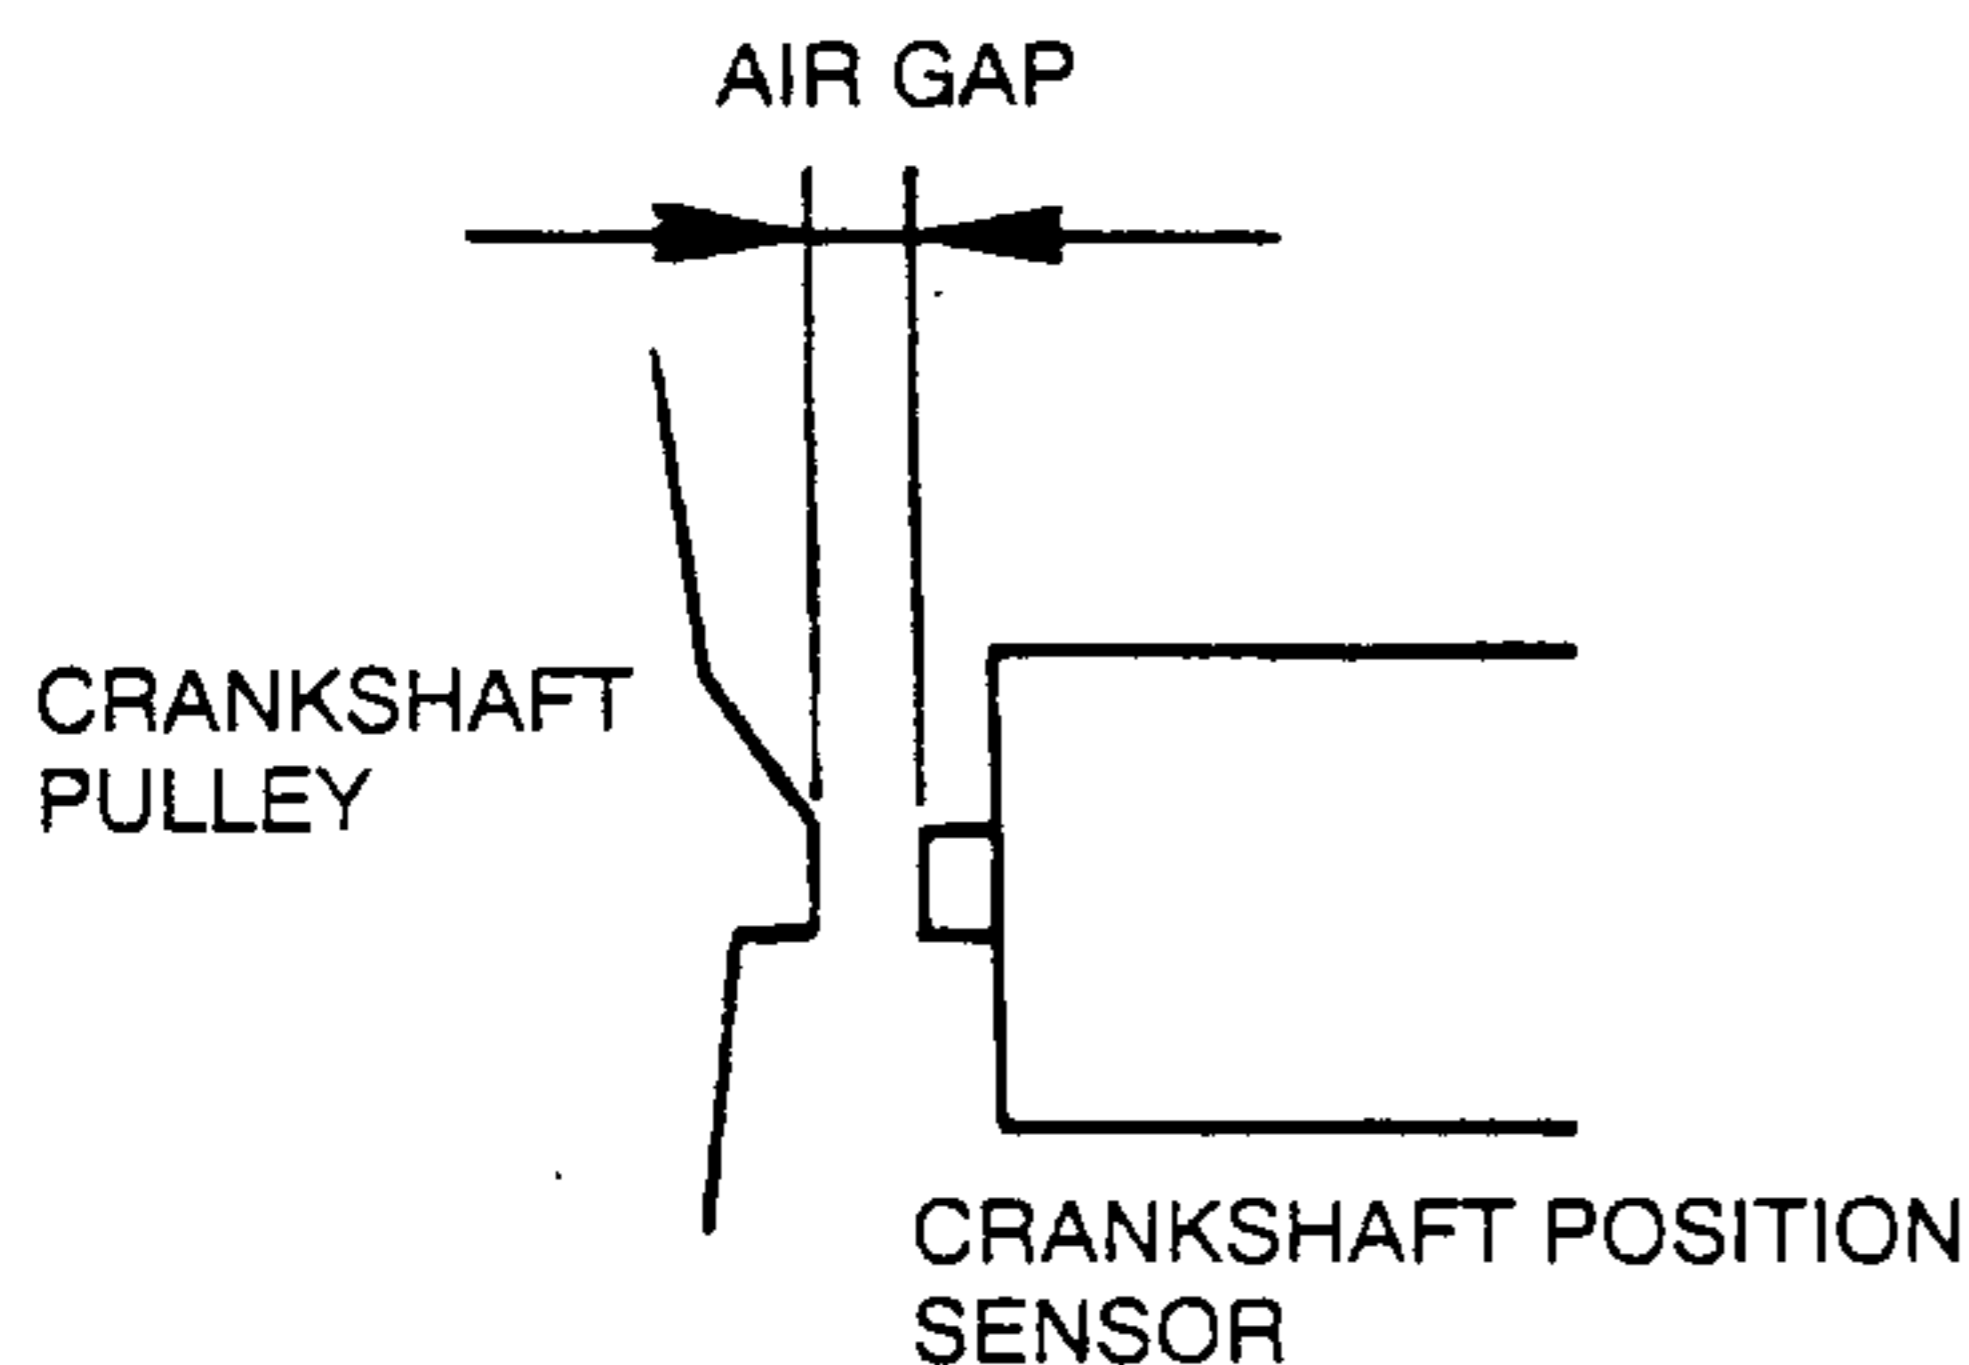 AIR GAP
CRANKSHAFT
PULLEY
CRANKSHAFT POSITION
SENSOR